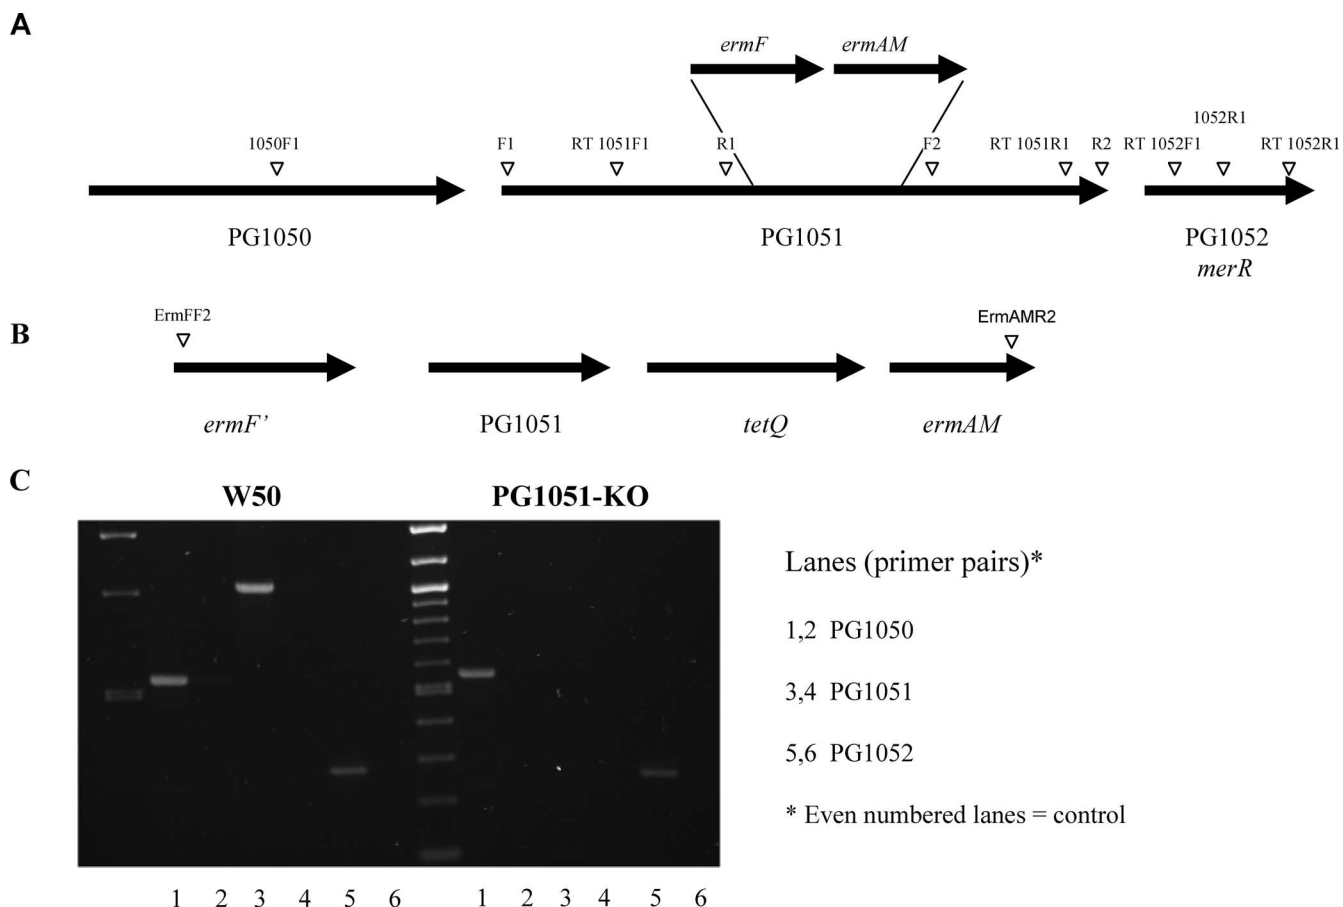 A
ermF ermAM
1052R1
1050F1 F1 RT 1051F1 R1 F2 RT 1051R1 R2 RT 1052F1 RT 1052R1
PG1050 PG1051 PG1052
merR
ErmFF2 ErmAMR2
B
ermF’ PG1051 tetQ ermAM
C
W50 PG1051-KO
Lanes (primer pairs)*
1,2 PG1050
3,4 PG1051
5,6 PG1052
* Even numbered lanes = control
1 2 3 4 5 6 1 2 3 4 5 6